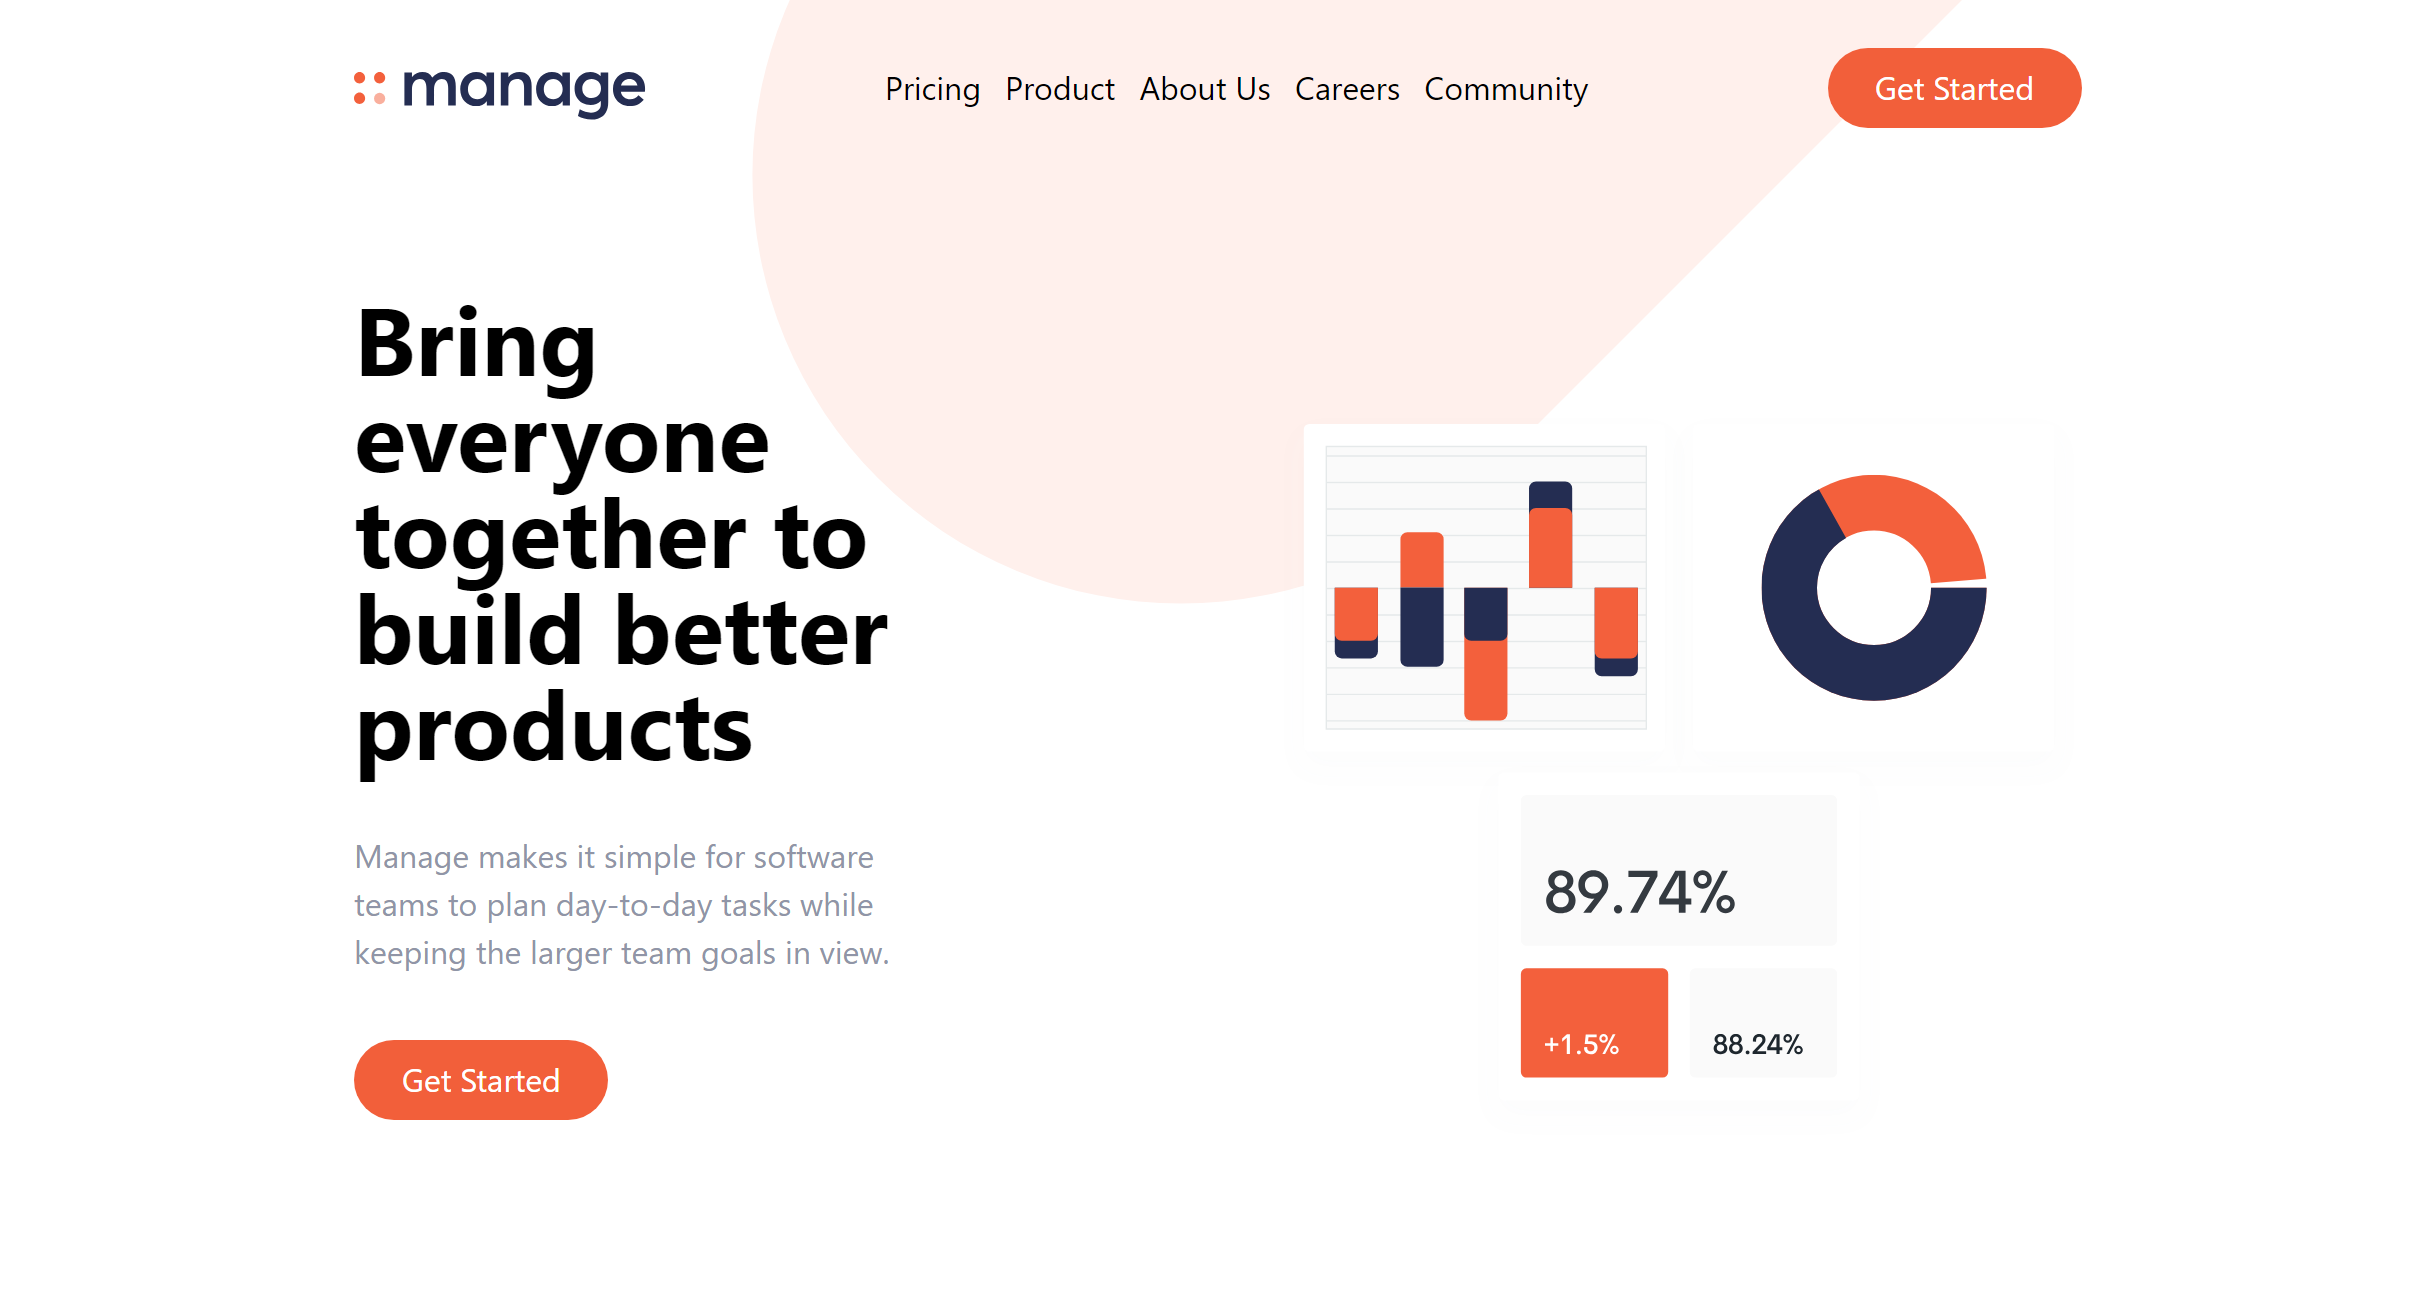 manage
Pricing Product About Us Careers Community
Get Started
Bring
everyone
together to
build better
products
Manage makes it simple for software
teams to plan day-to-day tasks while
keeping the larger team goals in view.
Get Started
89.74%
+1.5%
88.24%